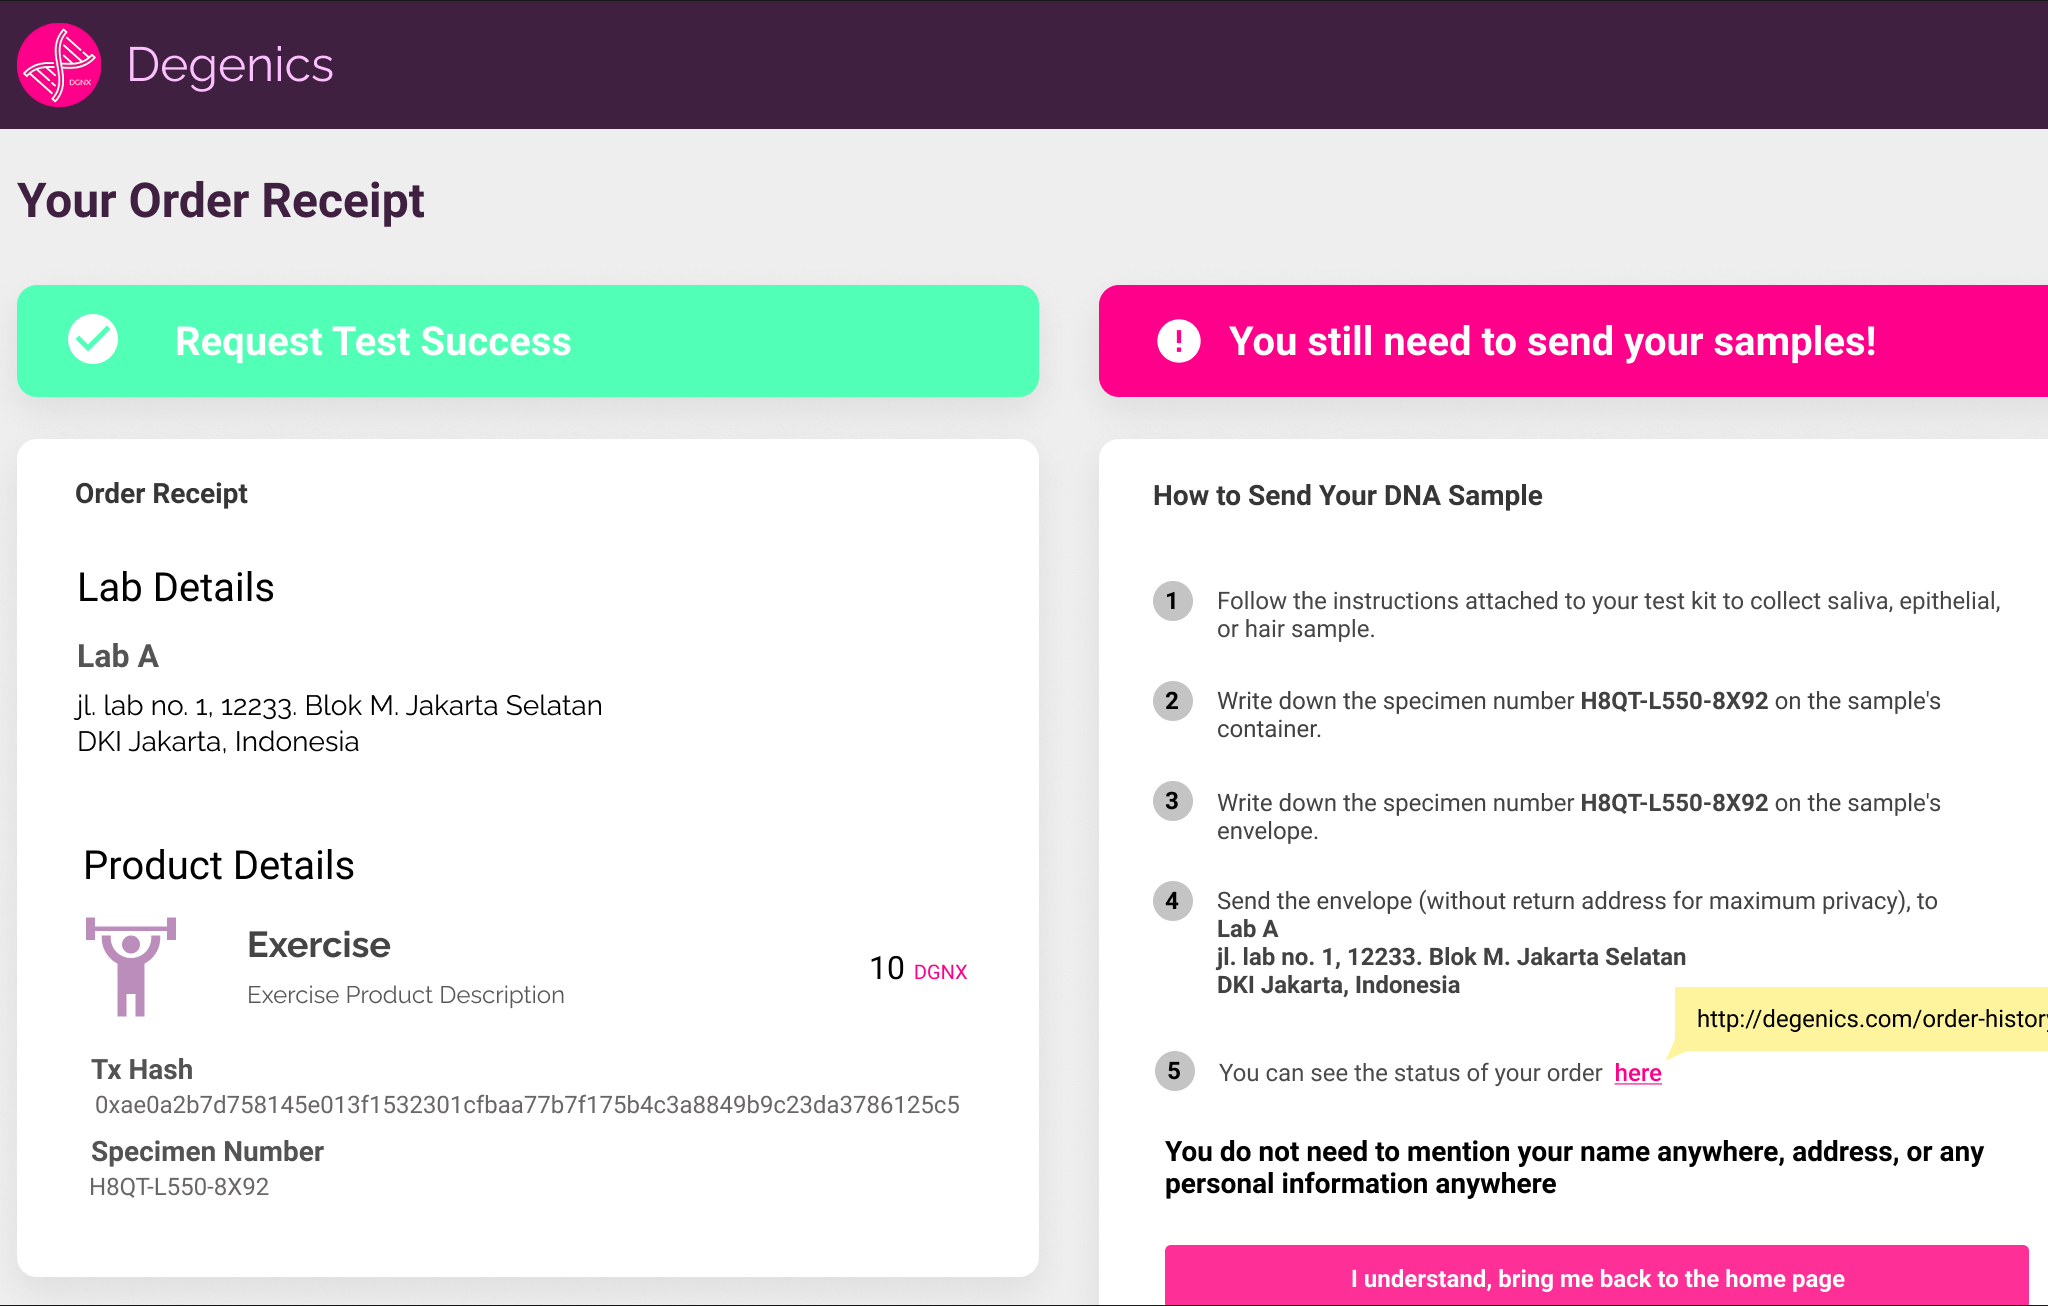 DGNX
Degenics
Your Order Receipt
Request Test Success
Order Receipt
Lab Details
Lab A
jl. lab no. 1, 12233. Blok M. Jakarta Selatan
DKI Jakarta, Indonesia
Product Details
Exercise
Exercise Product Description
10 DGNX
Tx Hash
0xae0a2b7d758145e013f1532301cfbaa77b7f175b4c3a8849b9c23da3786125c5
Specimen Number
H8QT-L550-8X92
You still need to send your samples!
How to Send Your DNA Sample
1 Follow the instructions attached to your test kit to collect saliva, epithelial,
or hair sample.
2 Write down the specimen number H8QT-L550-8X92 on the sample's
container.
3 Write down the specimen number H8QT-L550-8X92 on the sample's
envelope.
4 Send the envelope (without return address for maximum privacy), to
Lab A
jl. lab no. 1, 12233. Blok M. Jakarta Selatan
DKI Jakarta, Indonesia
http://degenics.com/order-history
5 You can see the status of your order here
You do not need to mention your name anywhere, address, or any
personal information anywhere
I understand, bring me back to the home page